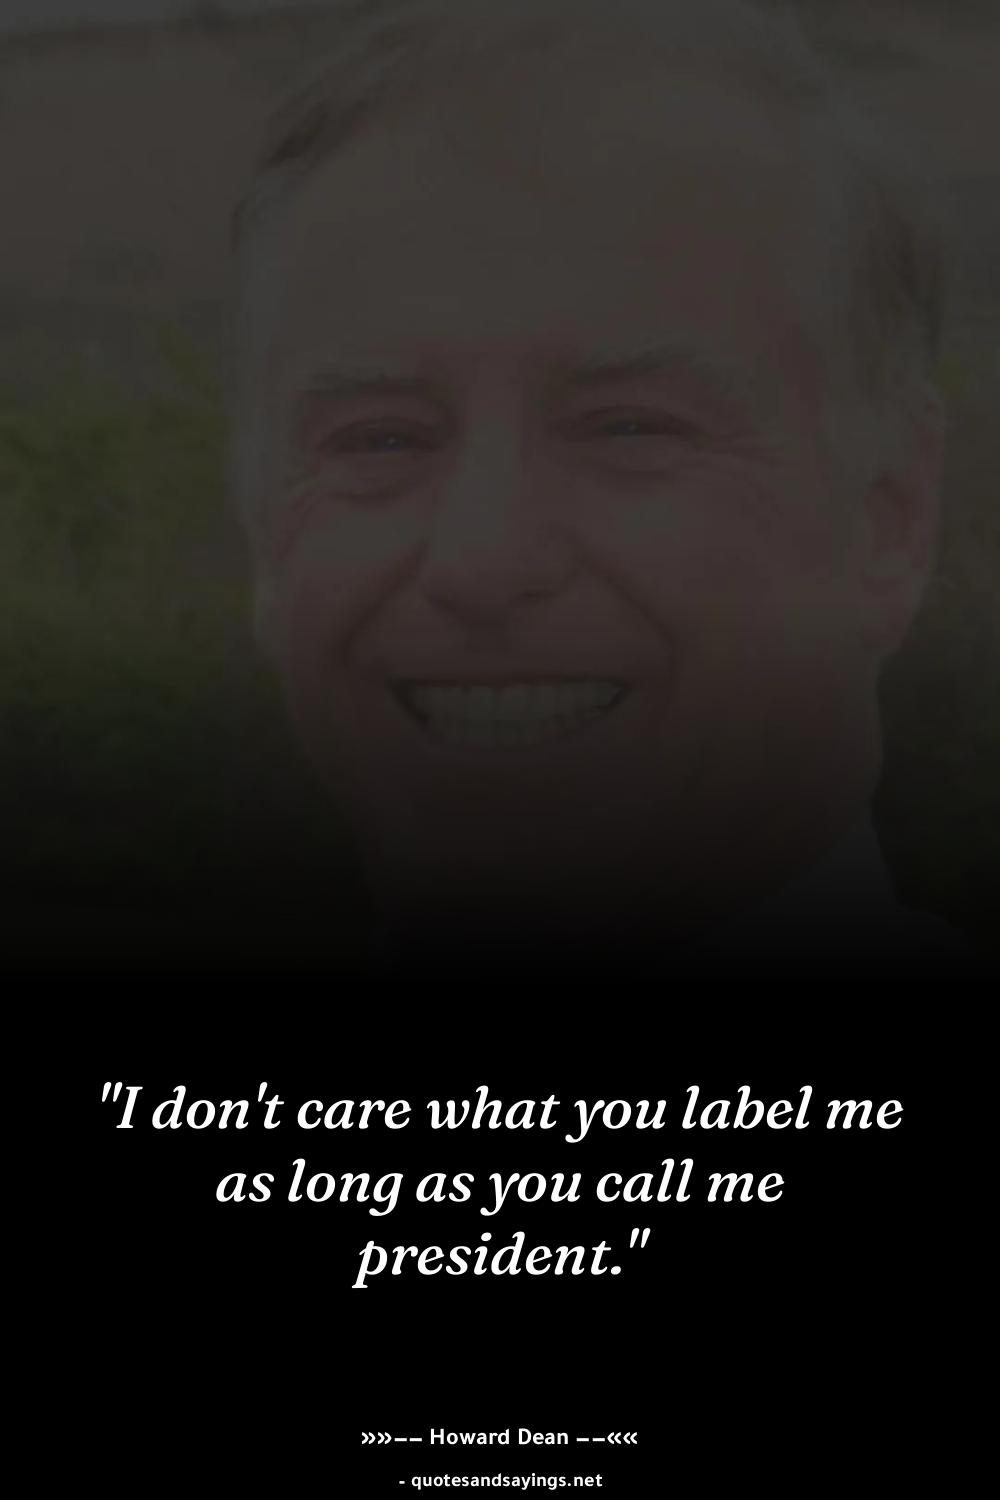 "I don't care what you label me
as long as you call me
president."
»»−− Howard Dean −−««
- quotesandsayings.net